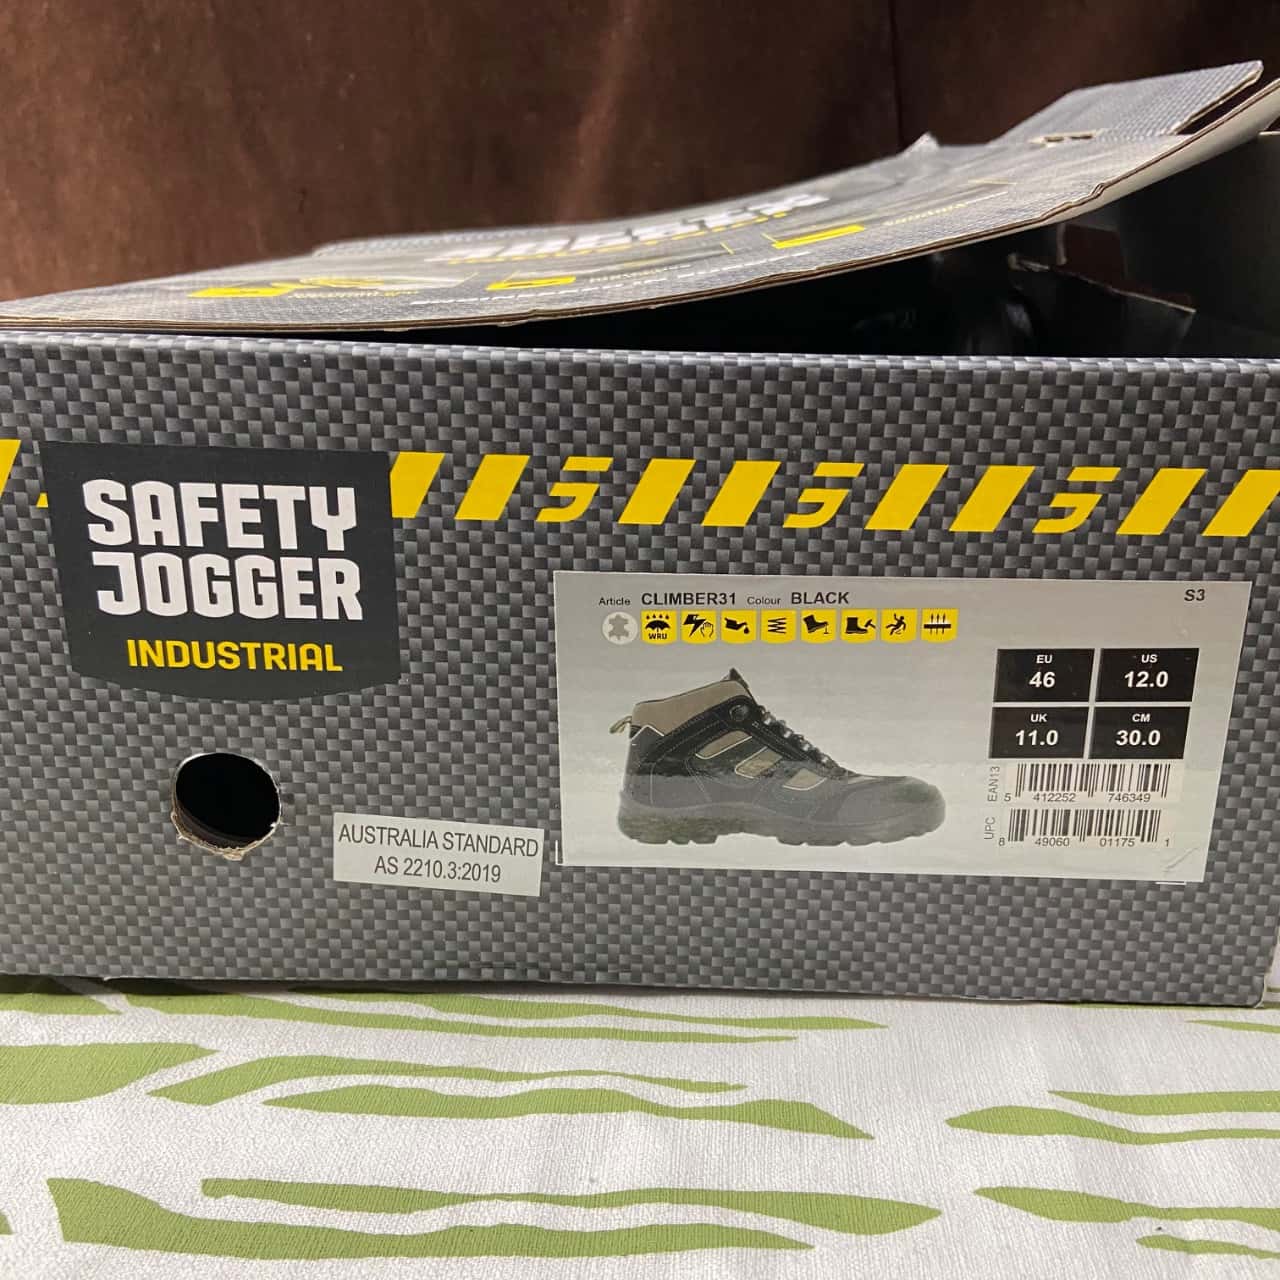 SAFETY
JOGGER
INDUSTRIAL
AUSTRALIA STANDARD
AS 2210.3:2019
Article CLIMBER31 Colour BLACK S3
WRU
EU
46
US
12.0
UK
11.0
CM
30.0
EAN13
5 412252 746349
UPC
8 49060 01175 1